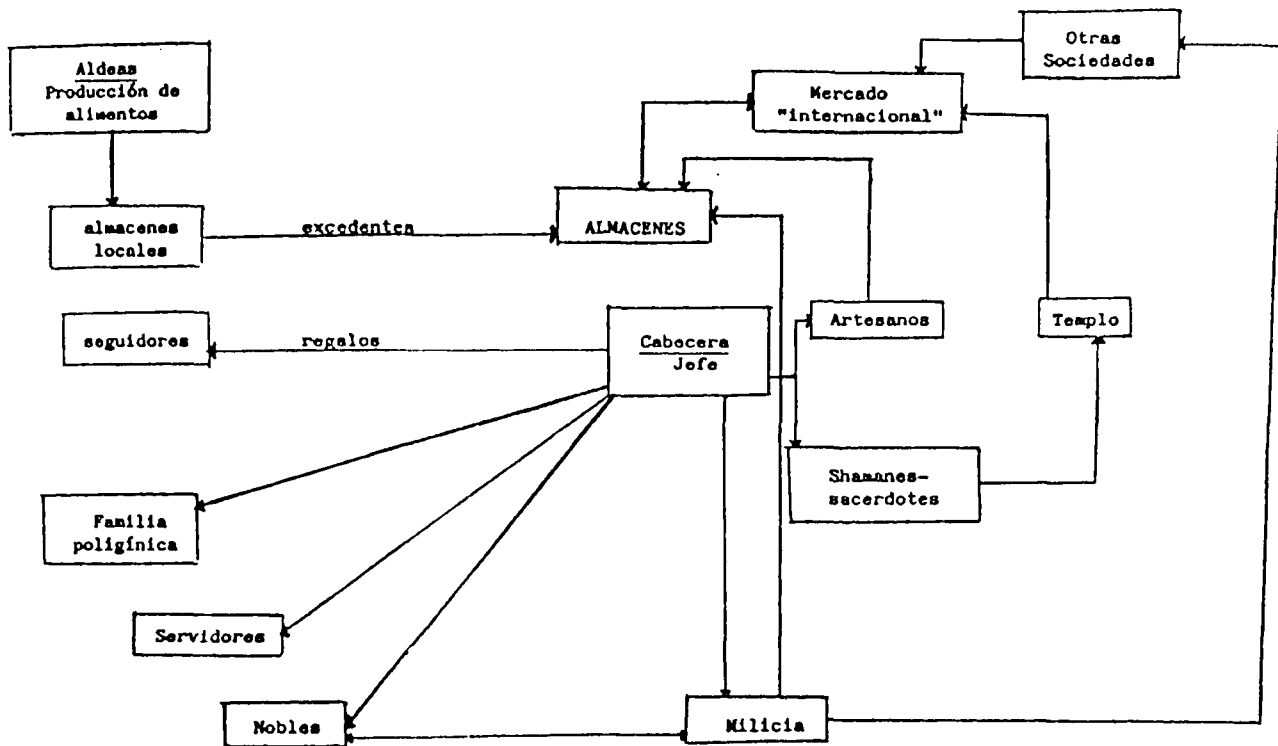 Aldeas
Producción de
alimentos
Otras
Sociedades
Mercado
"internacional"
almacenes
locales
excedentes
ALMACENES
seguidores
regalos
Cabecera
Jefe
Artesanos
Templo
Shamanes-
sacerdotes
Familia
poligínica
Servidores
Nobles
Milicia